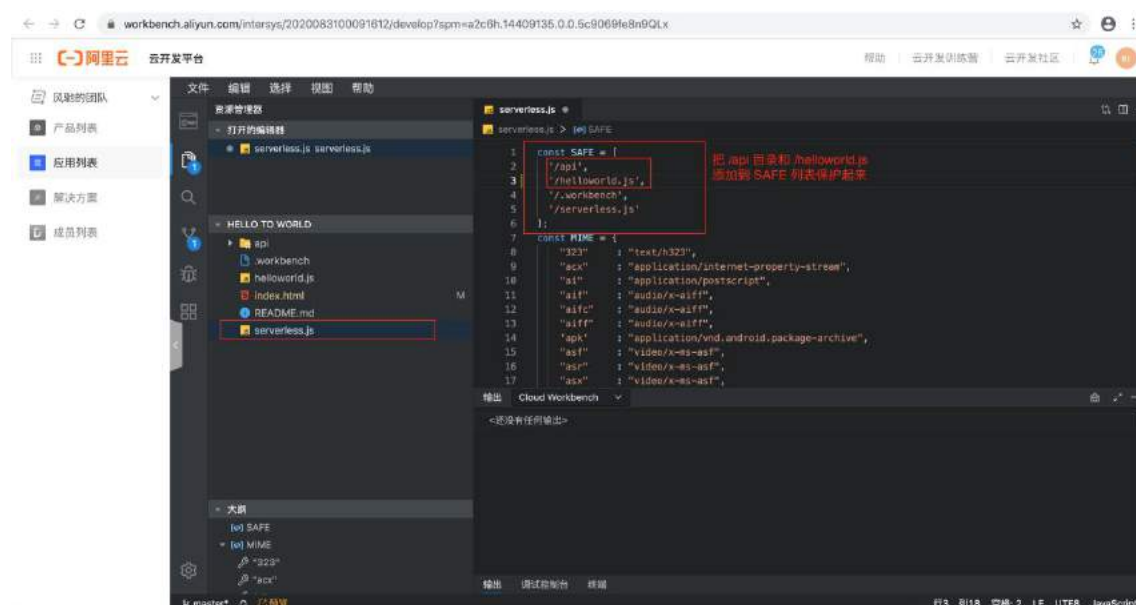 workbench.aliyun.com/intersys/2020083100091612/develop?spm=a2c6h.14409135.0.0.5c9069fe8n9QLx
阿里云 云开发平台
帮助 云开发训练营 云开发社区
的团队
产品列表
应用列表
解决方案
成员列表
文件 编辑 选择 视图 帮助
资源管理器
打开的编辑器
serverless.js serverless.js
HELLO TO WORLD
api
.workbench
helloworld.js
index.html M
README.md
serverless.js
大纲
SAFE
MIME
"323"
"acx"
serverless.js
serverless.js > SAFE
1 const SAFE = [
2 '/api',
3 '/helloworld.js',
4 '/.workbench',
5 '/serverless.js'
6 ];
7 const MIME = {
8 "323" : "text/h323",
9 "acx" : "application/internet-property-stream",
10 "ai" : "application/postscript",
11 "aif" : "audio/x-aiff",
12 "aifc" : "audio/x-aiff",
13 "aiff" : "audio/x-aiff",
14 'apk' : "application/vnd.android.package-archive",
15 "asf" : "video/x-ms-asf",
16 "asr" : "video/x-ms-asf",
17 "asx" : "video/x-ms-asf",
把 /api 目录和 /helloworld.js
添加到 SAFE 列表保护起来
输出 Cloud Workbench
<还没有任何输出>
输出 调试控制台 终端
master*
行3, 列18 空格: 2 LF UTF8 JavaScript